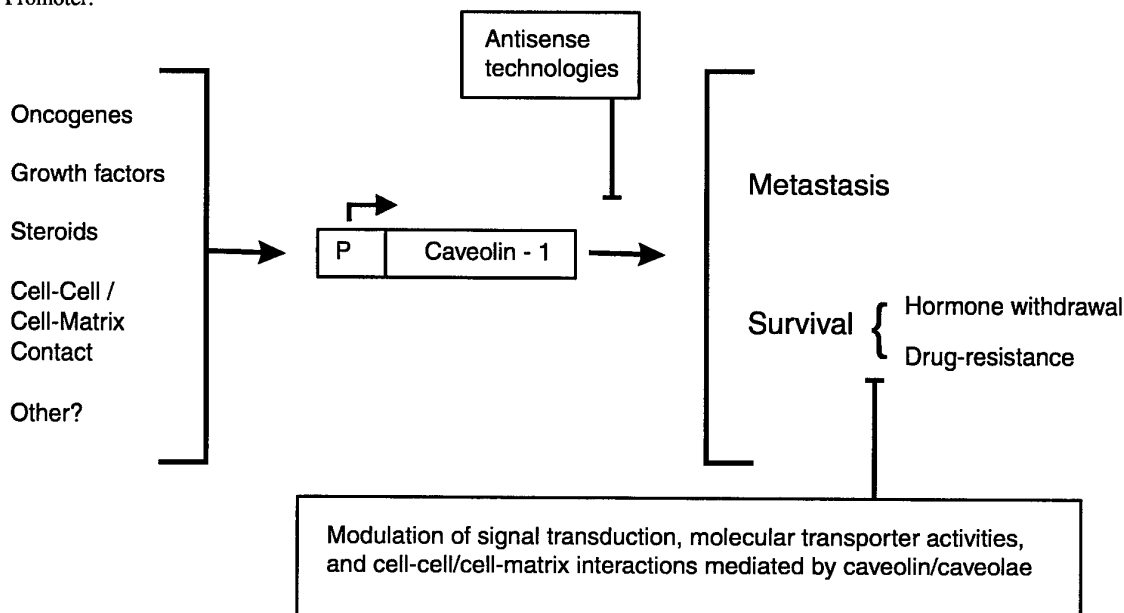 Promoter.
Antisense
technologies
Oncogenes
Growth factors
Steroids
Cell-Cell /
Cell-Matrix
Contact
Other?
P
Caveolin - 1
Metastasis
Survival {
Hormone withdrawal
Drug-resistance
Modulation of signal transduction, molecular transporter activities,
and cell-cell/cell-matrix interactions mediated by caveolin/caveolae